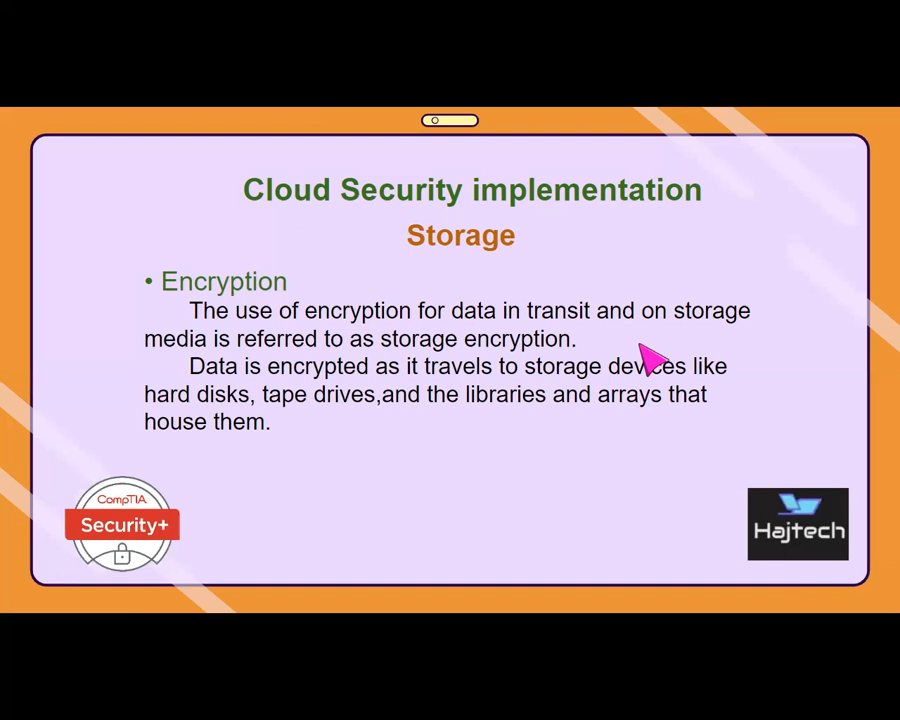 Cloud Security implementation
Storage
• Encryption
The use of encryption for data in transit and on storage
media is referred to as storage encryption.
Data is encrypted as it travels to storage devices like
hard disks, tape drives,and the libraries and arrays that
house them.
CompTIA
Security+
Hajtech